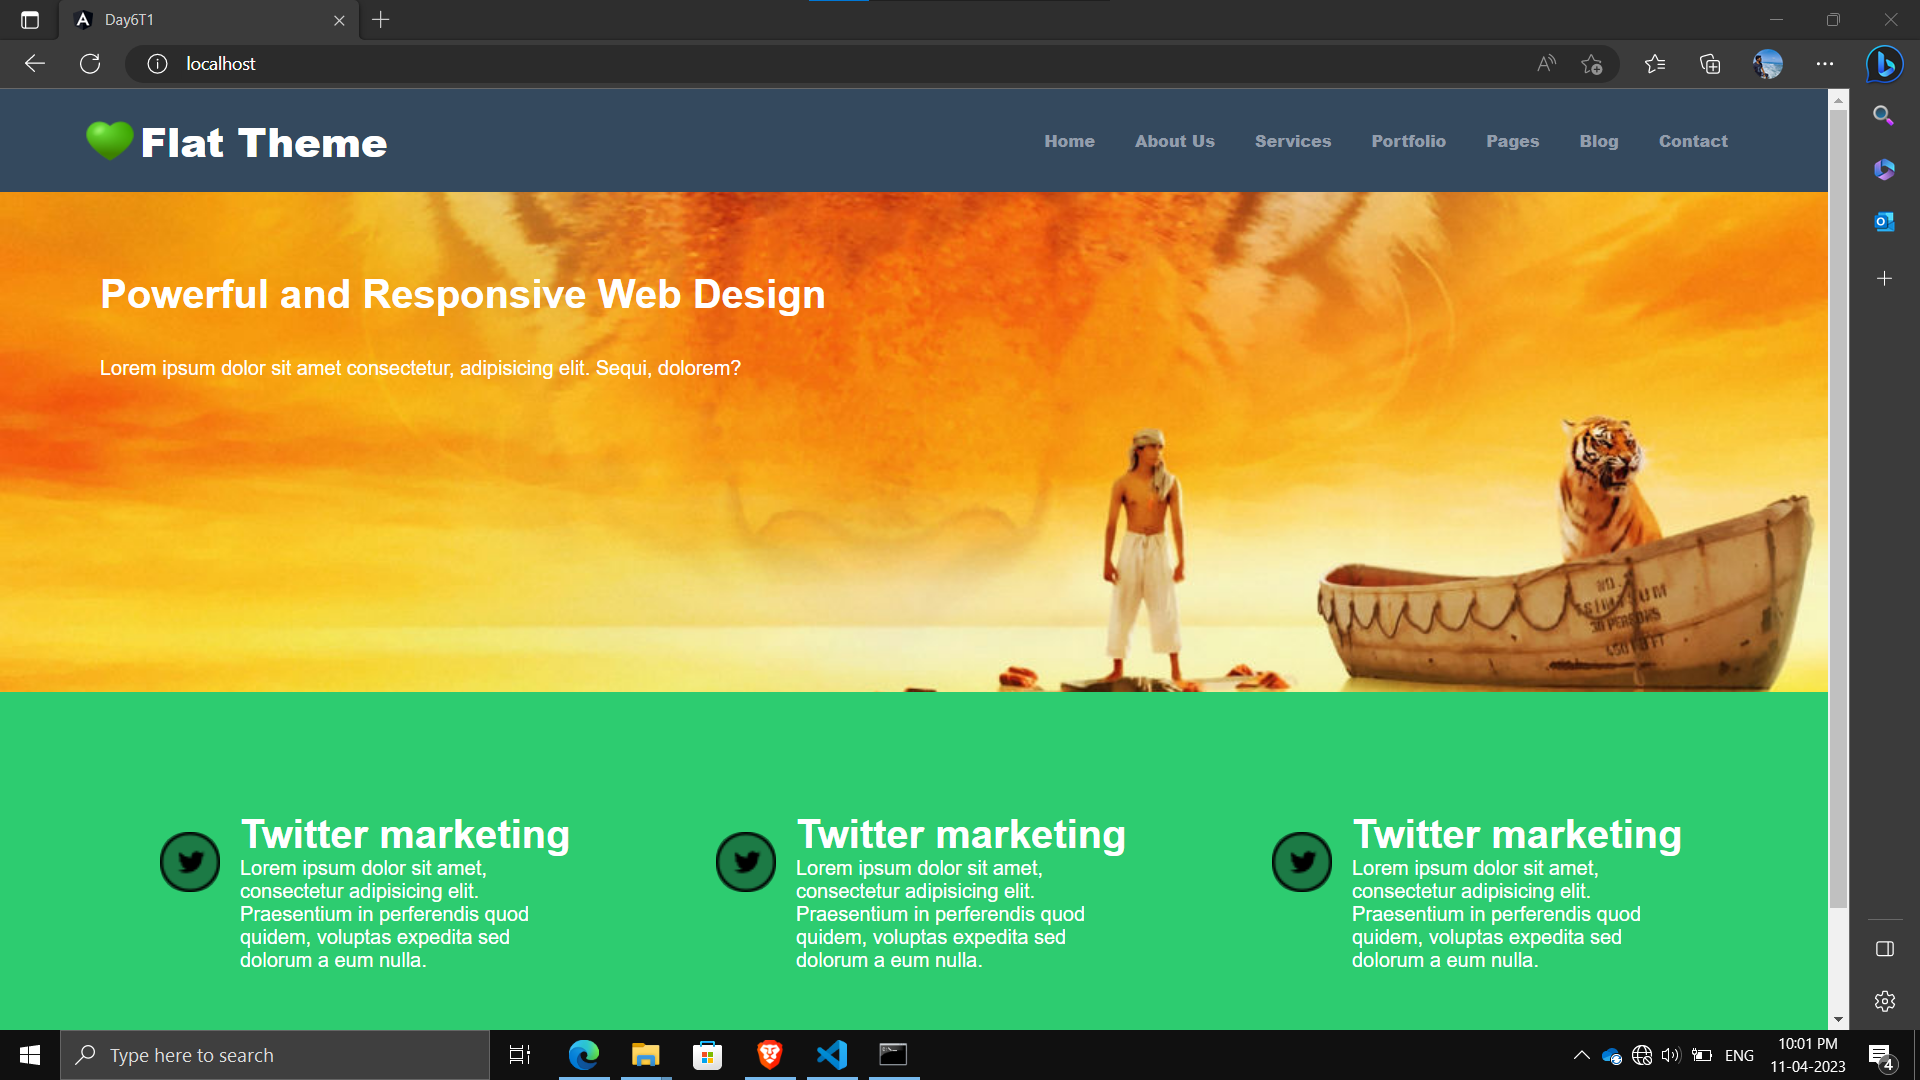 Day6T1
localhost
Flat Theme
Home About Us Services Portfolio Pages Blog Contact
Powerful and Responsive Web Design
Lorem ipsum dolor sit amet consectetur, adipisicing elit. Sequi, dolorem?
NO.
TSIMTSUM
30 PERSONS
Twitter marketing
Lorem ipsum dolor sit amet,
consectetur adipisicing elit.
Praesentium in perferendis quod
quidem, voluptas expedita sed
dolorum a eum nulla.
Twitter marketing
Lorem ipsum dolor sit amet,
consectetur adipisicing elit.
Praesentium in perferendis quod
quidem, voluptas expedita sed
dolorum a eum nulla.
Twitter marketing
Lorem ipsum dolor sit amet,
consectetur adipisicing elit.
Praesentium in perferendis quod
quidem, voluptas expedita sed
dolorum a eum nulla.
Type here to search
ENG
10:01 PM
11-04-2023
4